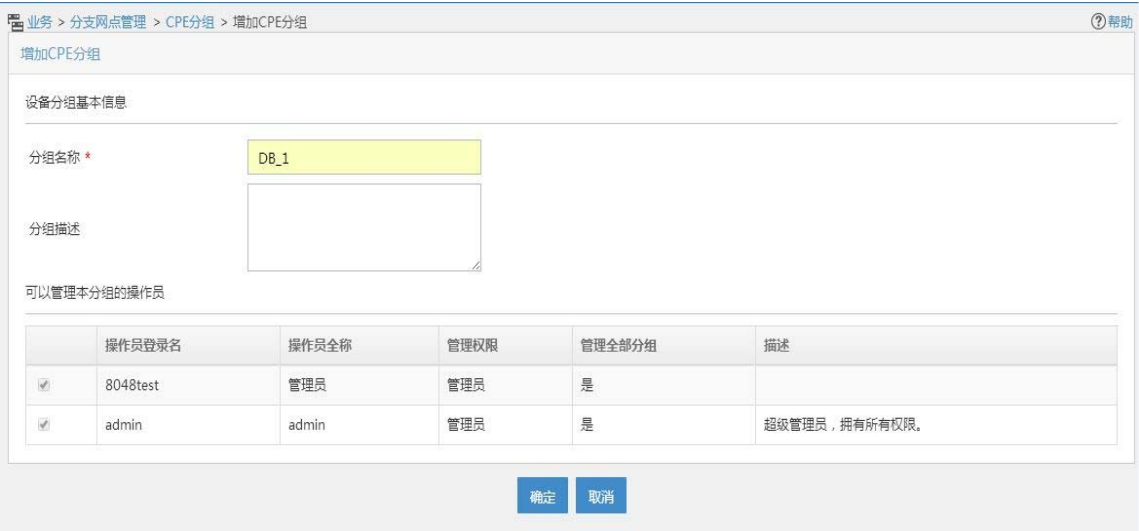 业务 > 分支网点管理 > CPE分组 > 增加CPE分组 ?帮助
增加CPE分组
设备分组基本信息
分组名称 * DB_1
分组描述
可以管理本分组的操作员
操作员登录名 操作员全称 管理权限 管理全部分组 描述
8048test 管理员 管理员 是
admin admin 管理员 是 超级管理员，拥有所有权限。
确定 取消